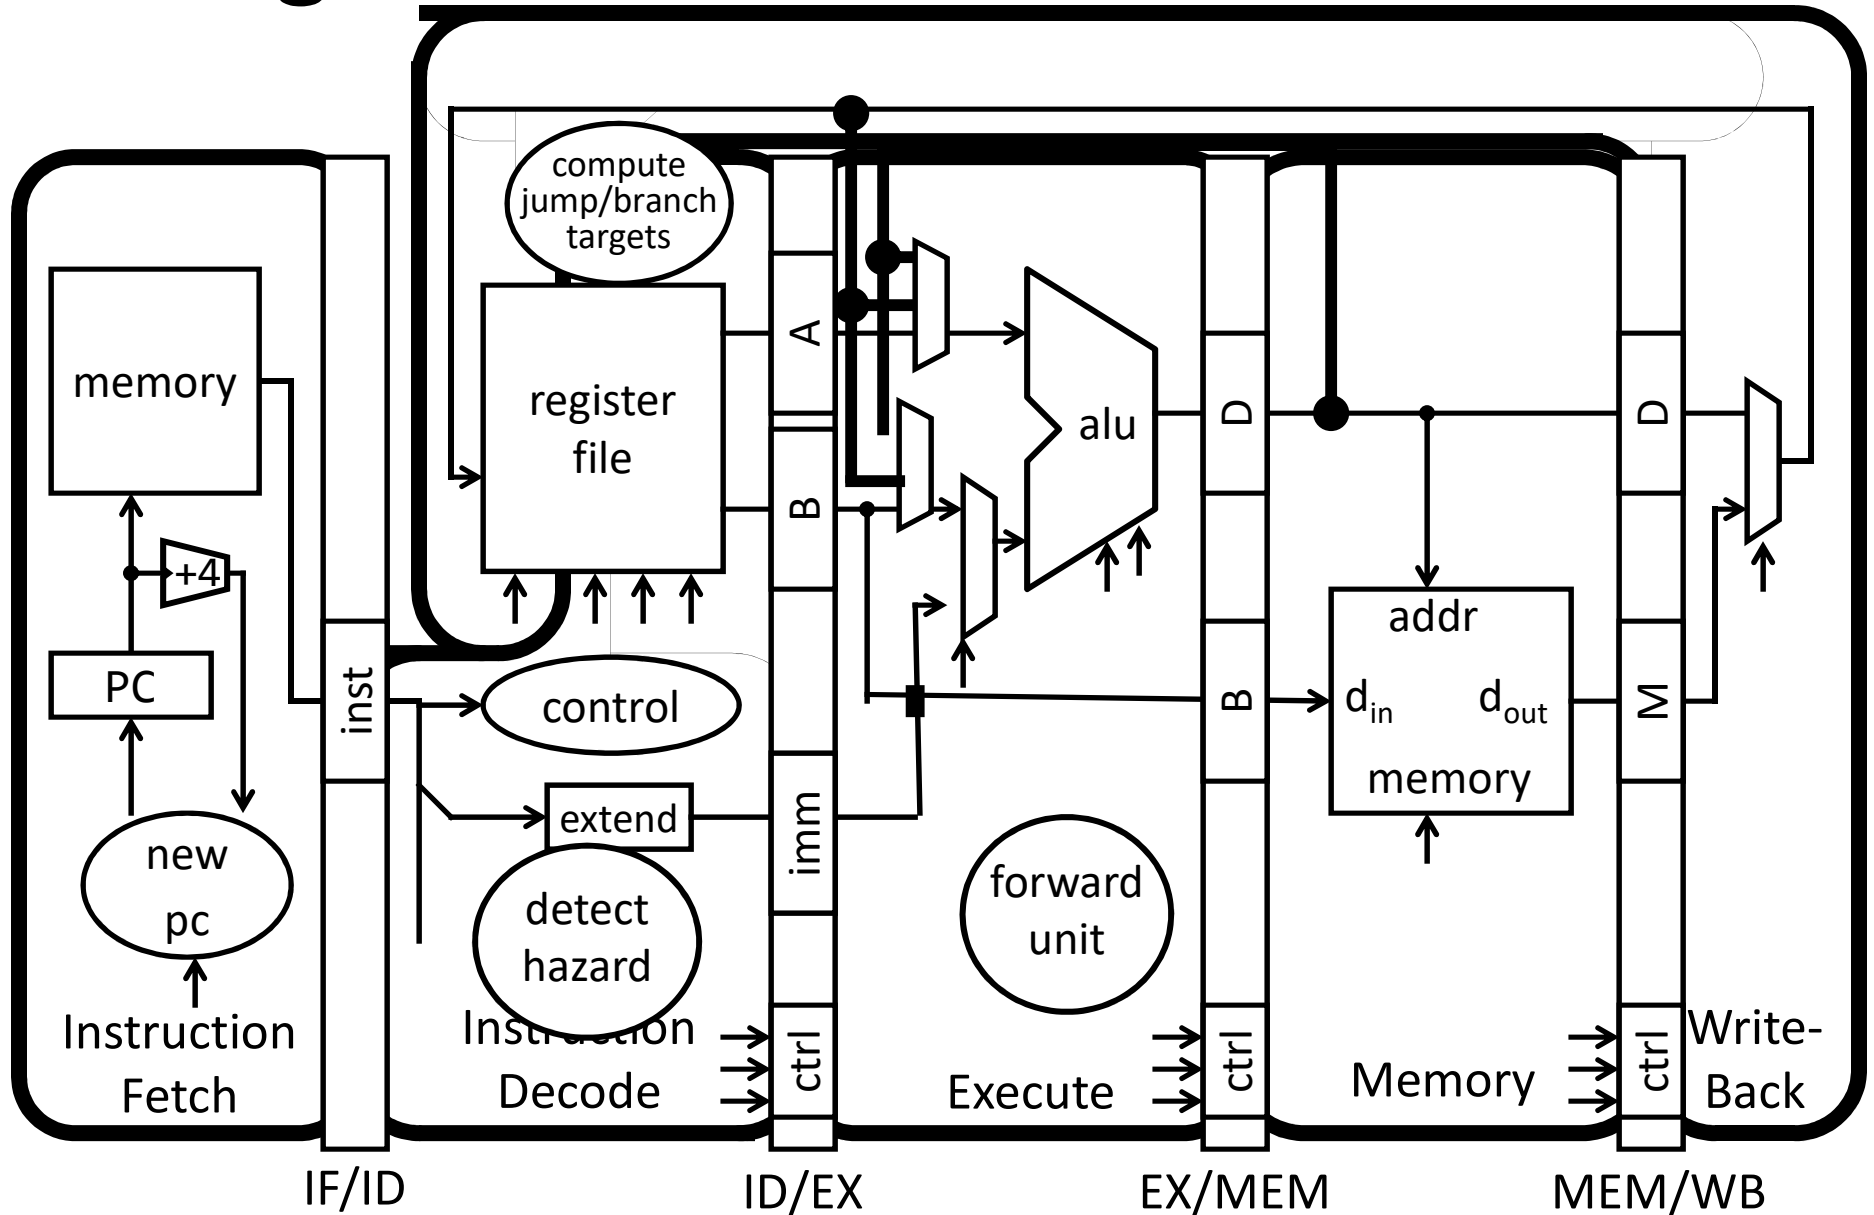 compute
jump/branch
targets
memory
register
file
A
B
alu
D
D
+4
PC
inst
control
B
addr
d_in
d_out
memory
M
extend
imm
new
pc
detect
hazard
forward
unit
Instruction
Fetch
Instruction
Decode
ctrl
Execute
ctrl
Memory
ctrl
Write-
Back
IF/ID
ID/EX
EX/MEM
MEM/WB